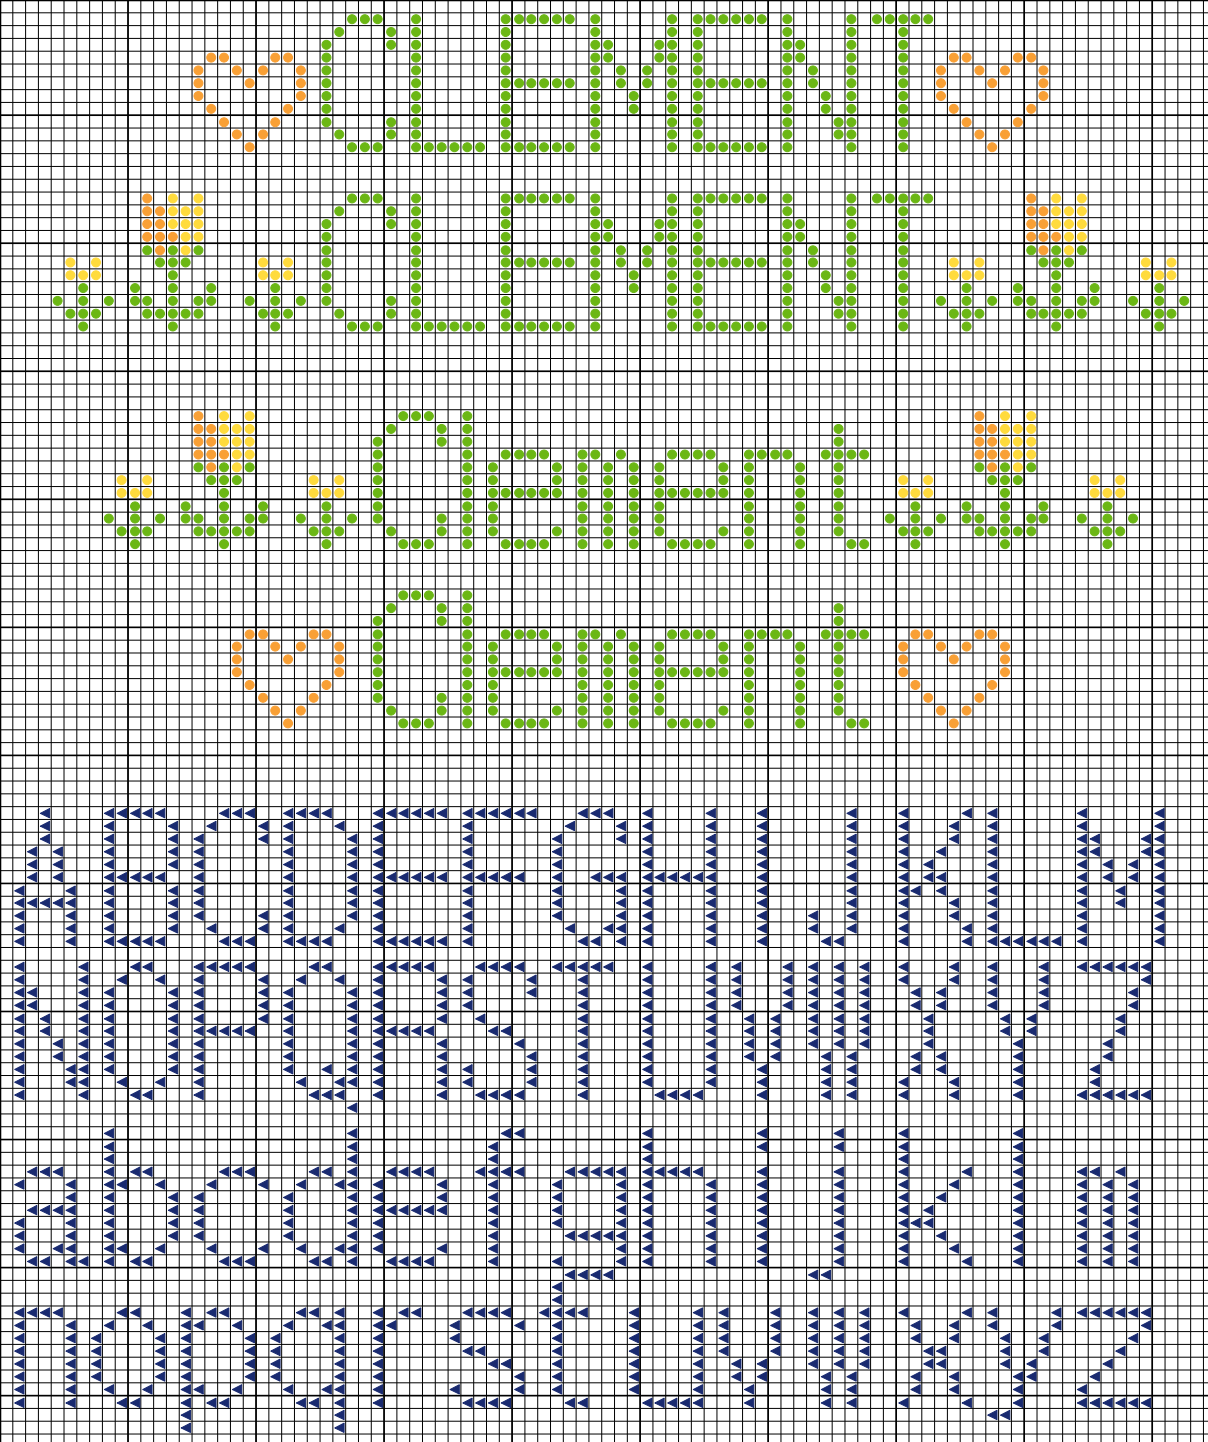 CLEMENT
CLEMENT
Clement
Clement
ABCDEFGHIJKLM
NOPQRSTUVWXYZ
abcdefghijklm
nopqrstuvwxyz